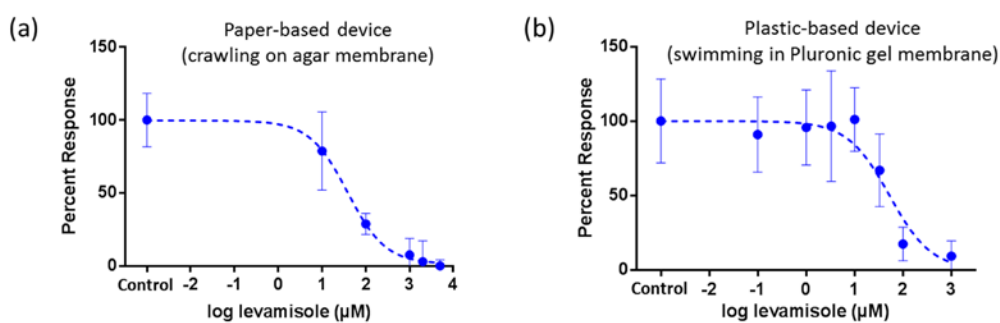 (a)
Paper-based device
(crawling on agar membrane)
150
100
50
0
Percent Response
Control -2 -1 0 1 2 3 4
log levamisole (µM)
(b)
Plastic-based device
(swimming in Pluronic gel membrane)
150
100
50
0
Percent Response
Control -2 -1 0 1 2 3
log levamisole (µM)